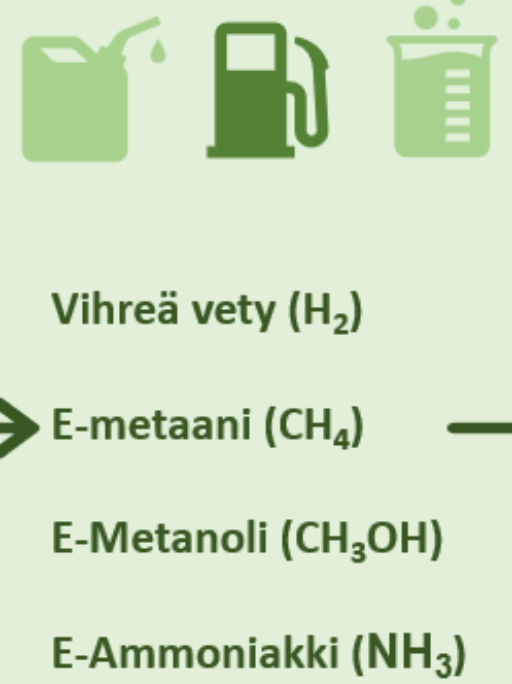 Vihreä vety (H₂)
E-metaani (CH₄)
E-Metanoli (CH₃OH)
E-Ammoniakki (NH₃)